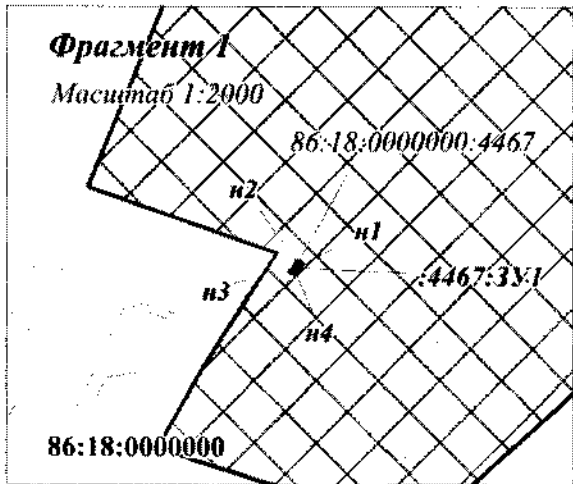 Фрагмент 1
Масштаб 1:2000
86:18:0000000:4467
н2
н1
:4467:ЗУ1
н3
н4
86:18:0000000